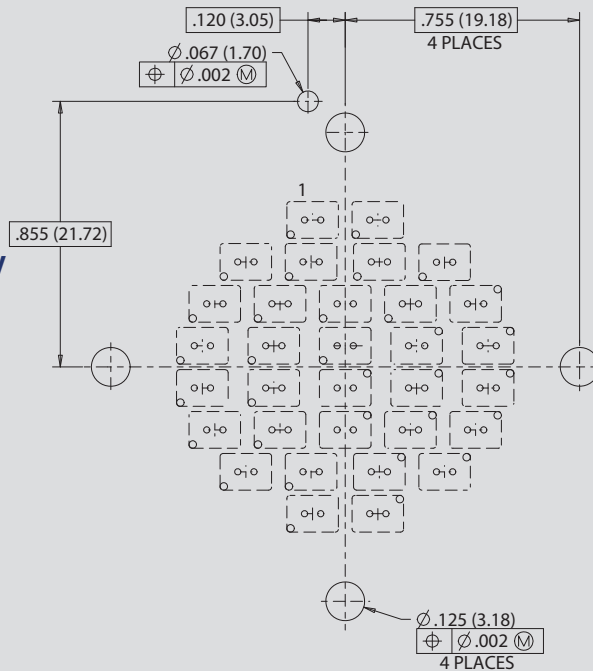 .120 (3.05)
.755 (19.18)
4 PLACES
∅ .067 (1.70)
⌖ ∅ .002 Ⓜ
1
.855 (21.72)
y
∅ .125 (3.18)
⌖ ∅ .002 Ⓜ
4 PLACES